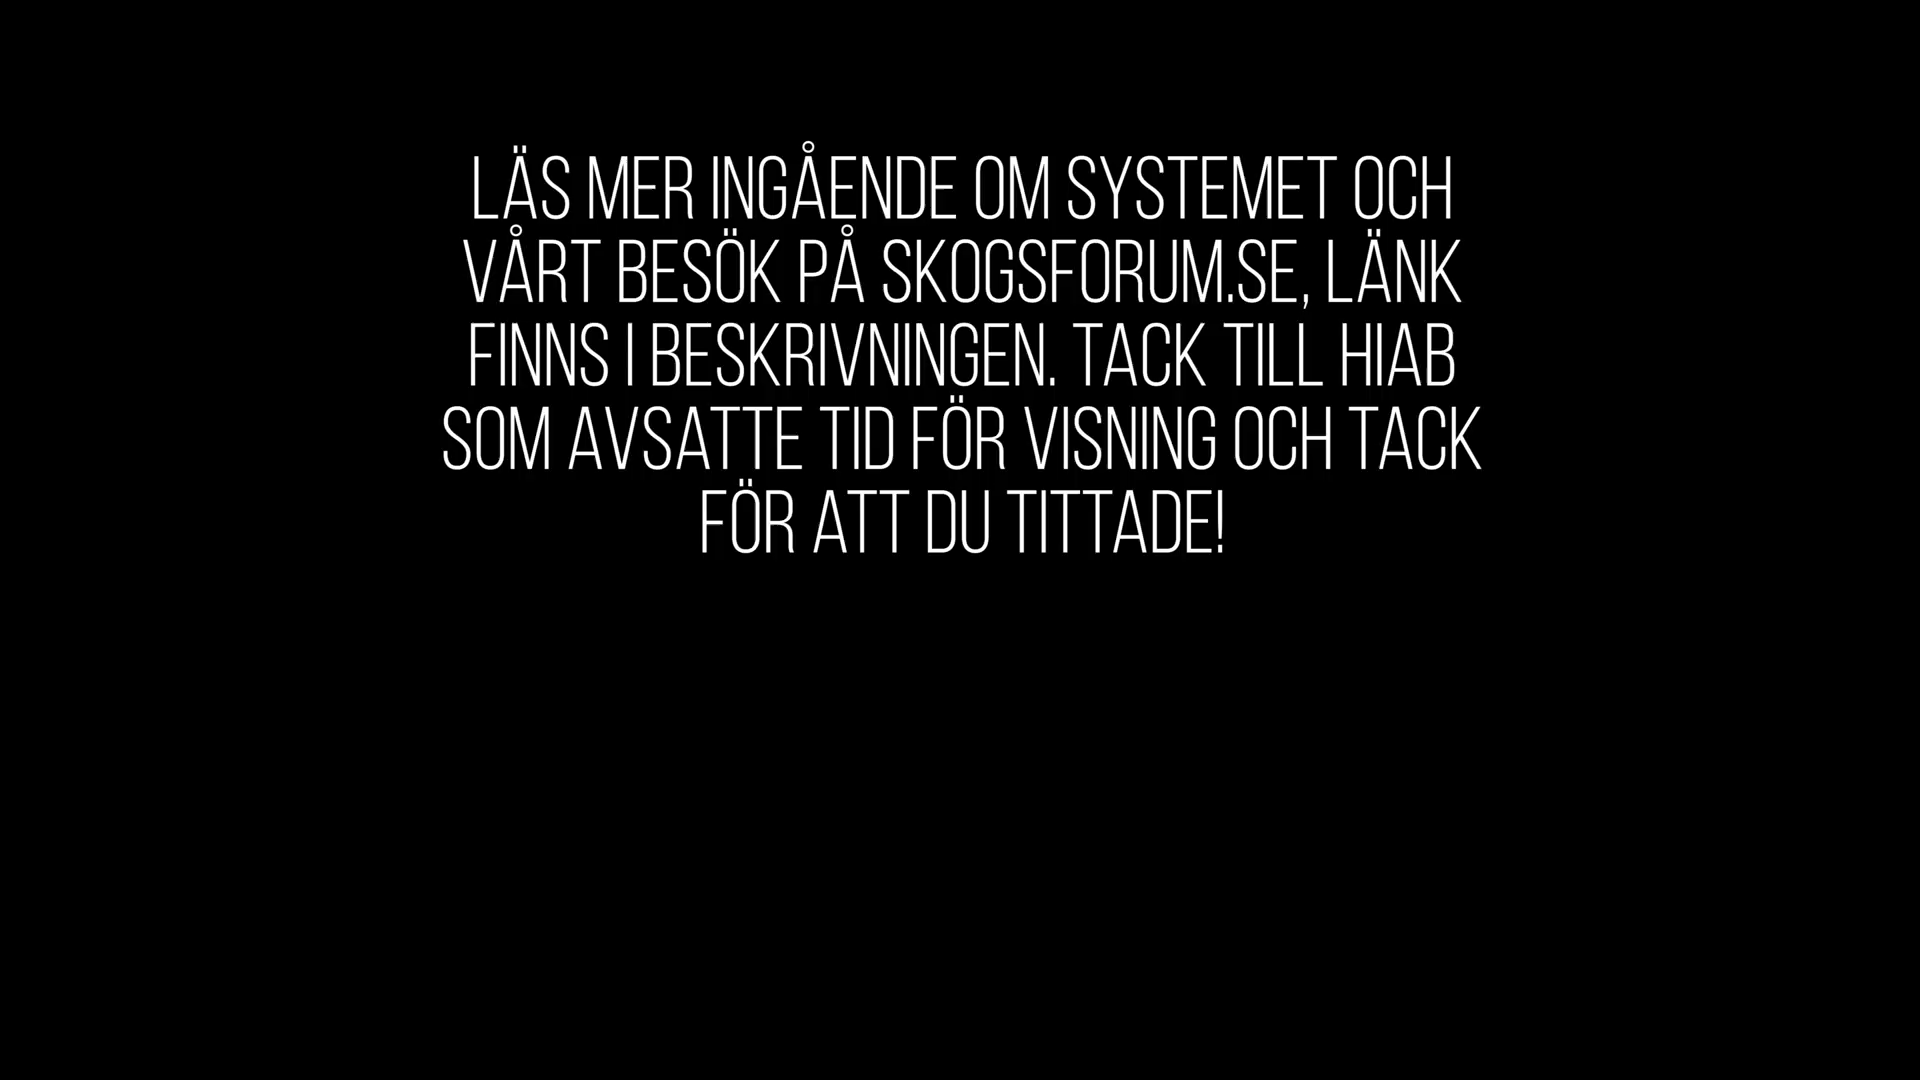 LÄS MER INGÅENDE OM SYSTEMET OCH
VÅRT BESÖK PÅ SKOGSFORUM.SE, LÄNK
FINNS I BESKRIVNINGEN. TACK TILL HIAB
SOM AVSATTE TID FÖR VISNING OCH TACK
FÖR ATT DU TITTADE!